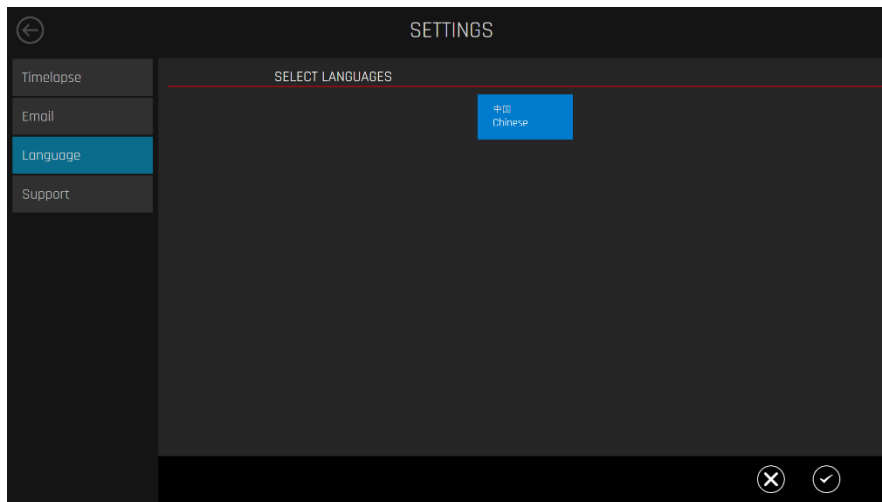 SETTINGS
Timelapse
Email
Language
Support
SELECT LANGUAGES
中国
Chinese